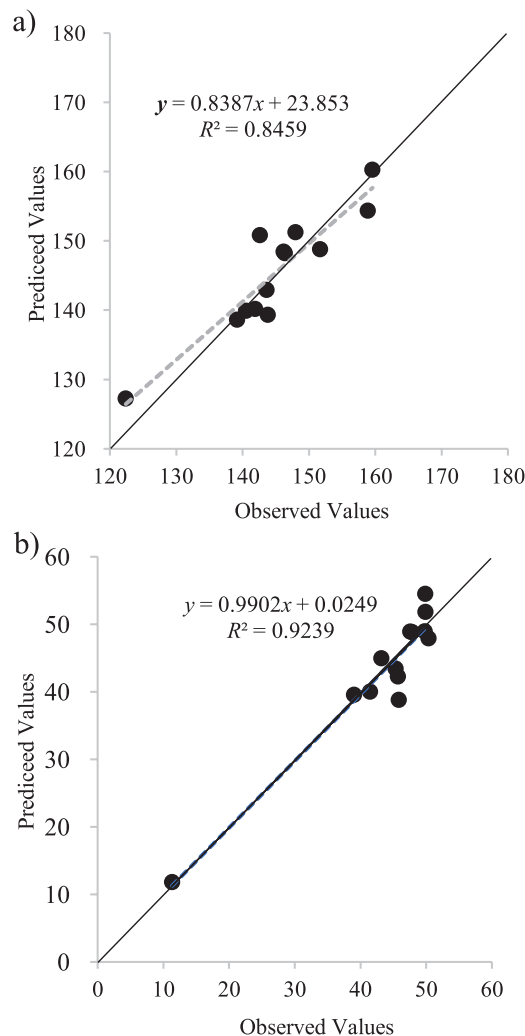 a)
180
170
160
150
140
130
120
y = 0.8387x + 23.853
R² = 0.8459
Prediceed Values
120 130 140 150 160 170 180
Observed Values
b)
60
50
40
30
20
10
0
y = 0.9902x + 0.0249
R² = 0.9239
Prediceed Values
0 10 20 30 40 50 60
Observed Values